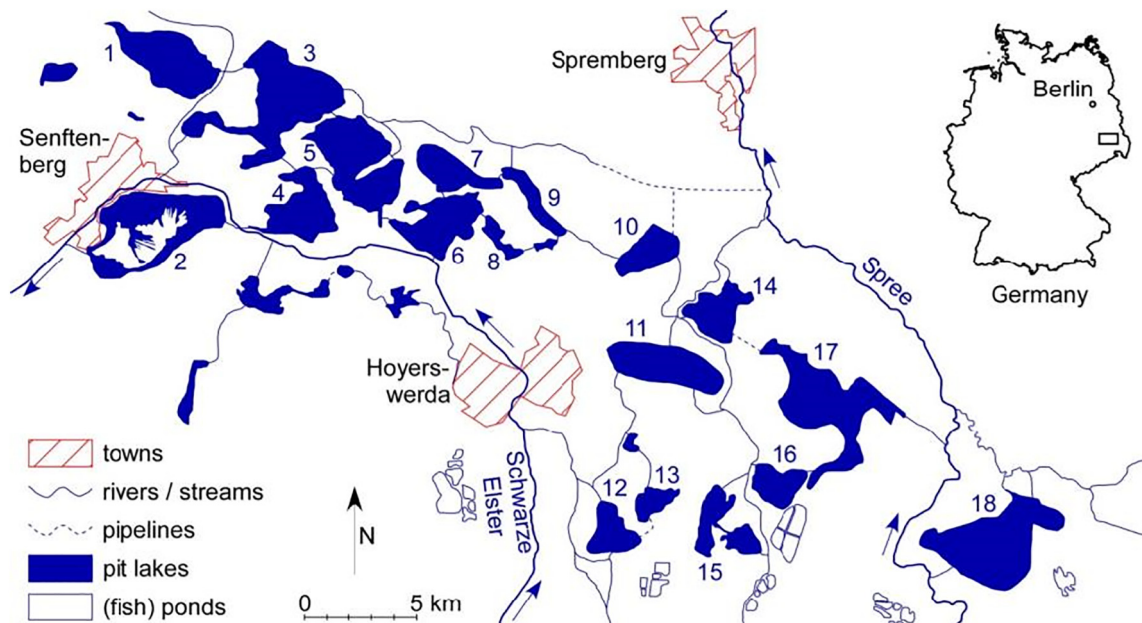 1
3
Spremberg
Berlin
Senften-
berg
5
7
4
9
10
2
6
8
Spree
Germany
14
11
17
Hoyers-
werda
towns
rivers / streams
pipelines
pit lakes
(fish) ponds
N
0
5 km
Schwarze
Elster
12
13
16
15
18